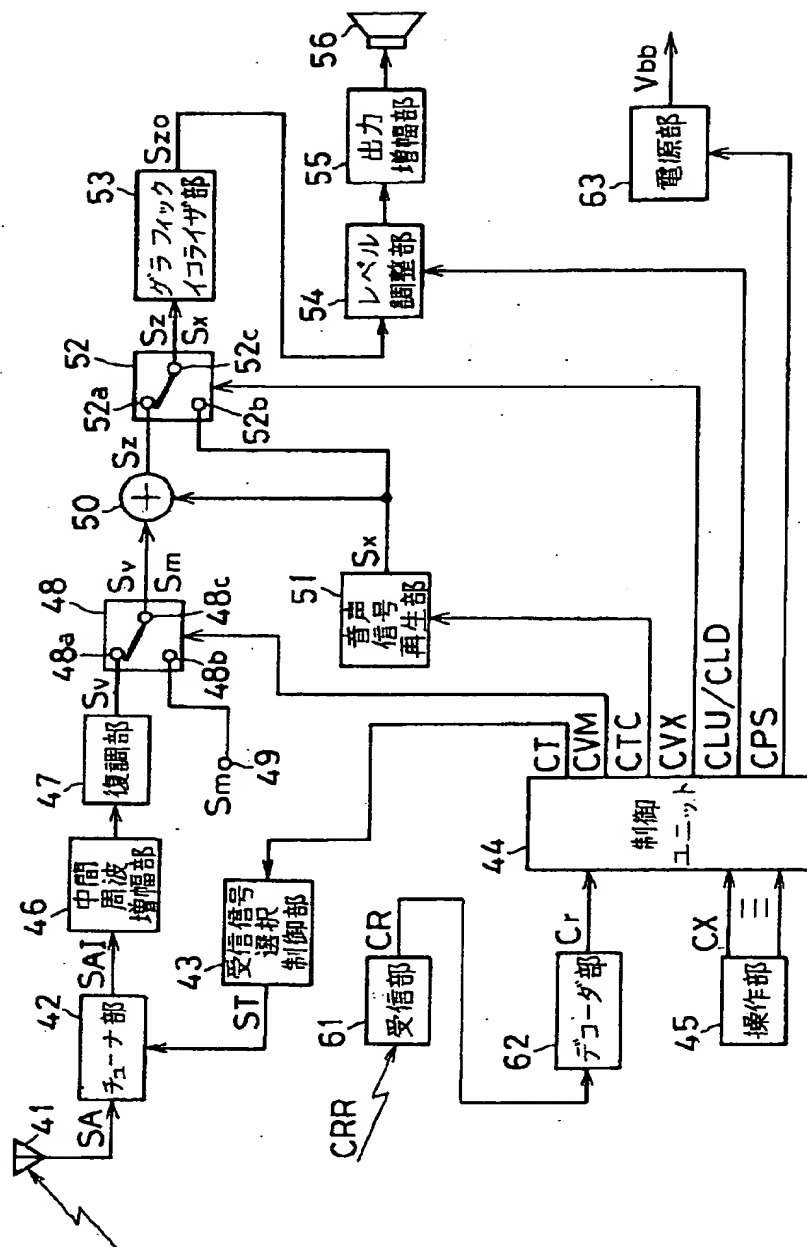 41
SA
42
チューナ部
SAI
46
中間
周波
増幅部
47
復調部
Sv
48a
48
48b
48c
Sm
49
Sv
Sm
50
Sz
52a
52
52b
52c
Sz
Sx
53
グラフィック
イコライザ部
Szo
54
レベル
調整部
55
出力
増幅部
56
ST
43
受信信号
選択
制御部
51
音声
信号
再生部
Sx
CRR
61
受信部
CR
62
デコーダ部
Cr
45
操作部
CX
44
制御
ユニット
CT
CVM
CTC
CVX
CLU/CLD
CPS
63
電源部
Vbb